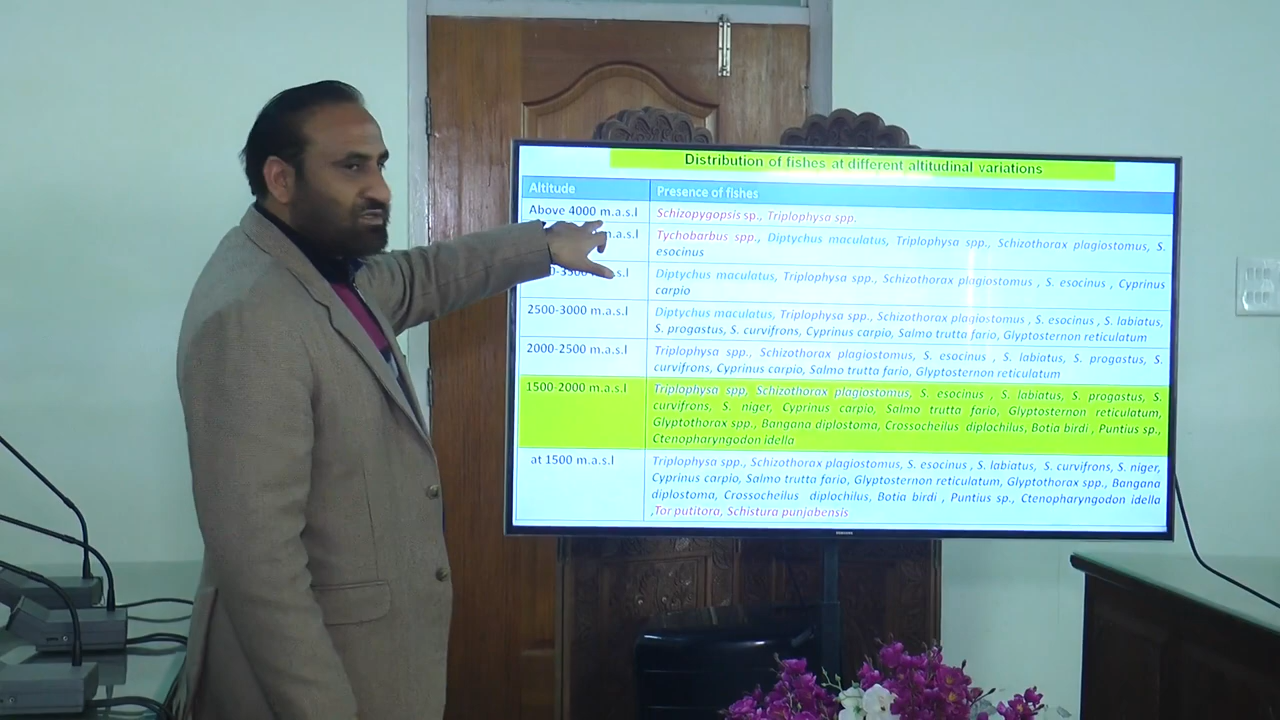 Distribution of fishes at different altitudinal variations
Altitude
Presence of fishes
Above 4000 m.a.s.l
Schizopygopsis sp., Triplophysa spp.
m.a.s.l
Tychobarbus spp., Diptychus maculatus, Triplophysa spp., Schizothorax plagiostomus, S.
esocinus
m.a.s.l
Diptychus maculatus, Triplophysa spp., Schizothorax plagiostomus , S. esocinus , Cyprinus
carpio
2500-3000 m.a.s.l
Diptychus maculatus, Triplophysa spp., Schizothorax plagiostomus , S. esocinus , S. labiatus,
S. progastus, S. curvifrons, Cyprinus carpio, Salmo trutta fario, Glyptosternon reticulatum
2000-2500 m.a.s.l
Triplophysa spp., Schizothorax plagiostomus, S. esocinus , S. labiatus, S. progastus, S.
curvifrons, Cyprinus carpio, Salmo trutta fario, Glyptosternon reticulatum
1500-2000 m.a.s.l
Triplophysa spp, Schizothorax plagiostomus, S. esocinus , S. labiatus, S. progastus, S.
curvifrons, S. niger, Cyprinus carpio, Salmo trutta fario, Glyptosternon reticulatum,
Glyptothorax spp., Bangana diplostoma, Crossocheilus diplochilus, Botia birdi , Puntius sp.,
Ctenopharyngodon idella
at 1500 m.a.s.l
Triplophysa spp., Schizothorax plagiostomus, S. esocinus , S. labiatus, S. curvifrons, S. niger,
Cyprinus carpio, Salmo trutta fario, Glyptosternon reticulatum, Glyptothorax spp., Bangana
diplostoma, Crossocheilus diplochilus, Botia birdi , Puntius sp., Ctenopharyngodon idella
,Tor putitora, Schistura punjabensis
SAMSUNG